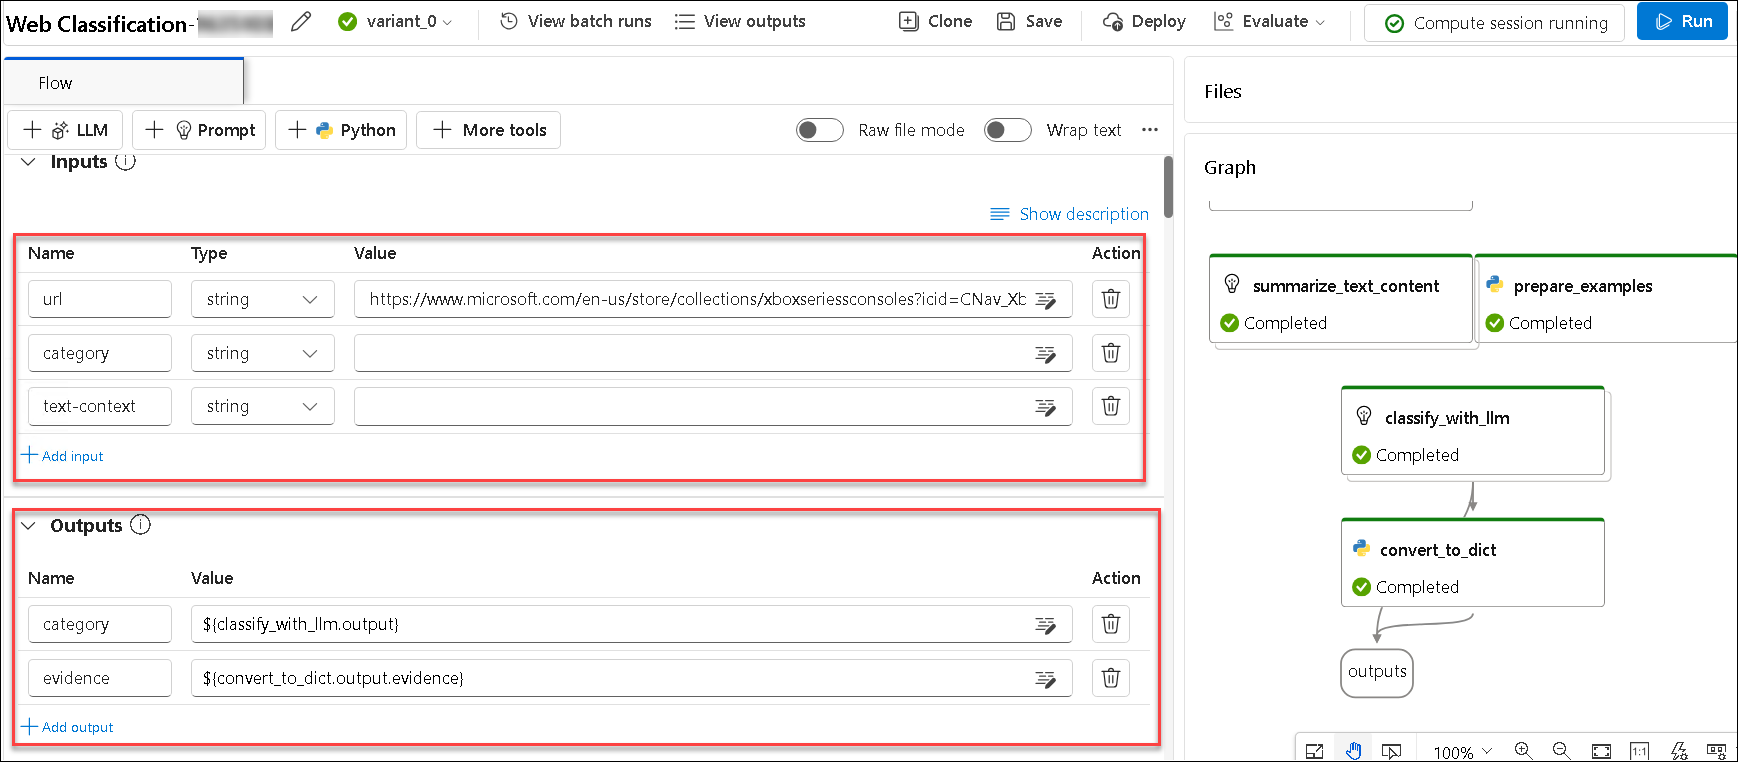 Web Classification-
variant_0
View batch runs
View outputs
Clone
Save
Deploy
Evaluate
Compute session running
Run
Flow
LLM
Prompt
Python
More tools
Raw file mode
Wrap text
Inputs
Show description
Name Type Value Action
url string https://www.microsoft.com/en-us/store/collections/xboxseriessconsoles?icid=CNav_Xb
category string
text-context string
Add input
Outputs
Name Value Action
category ${classify_with_llm.output}
evidence ${convert_to_dict.output.evidence}
Add output
Files
Graph
summarize_text_content
Completed
prepare_examples
Completed
classify_with_llm
Completed
convert_to_dict
Completed
outputs
100%
1:1